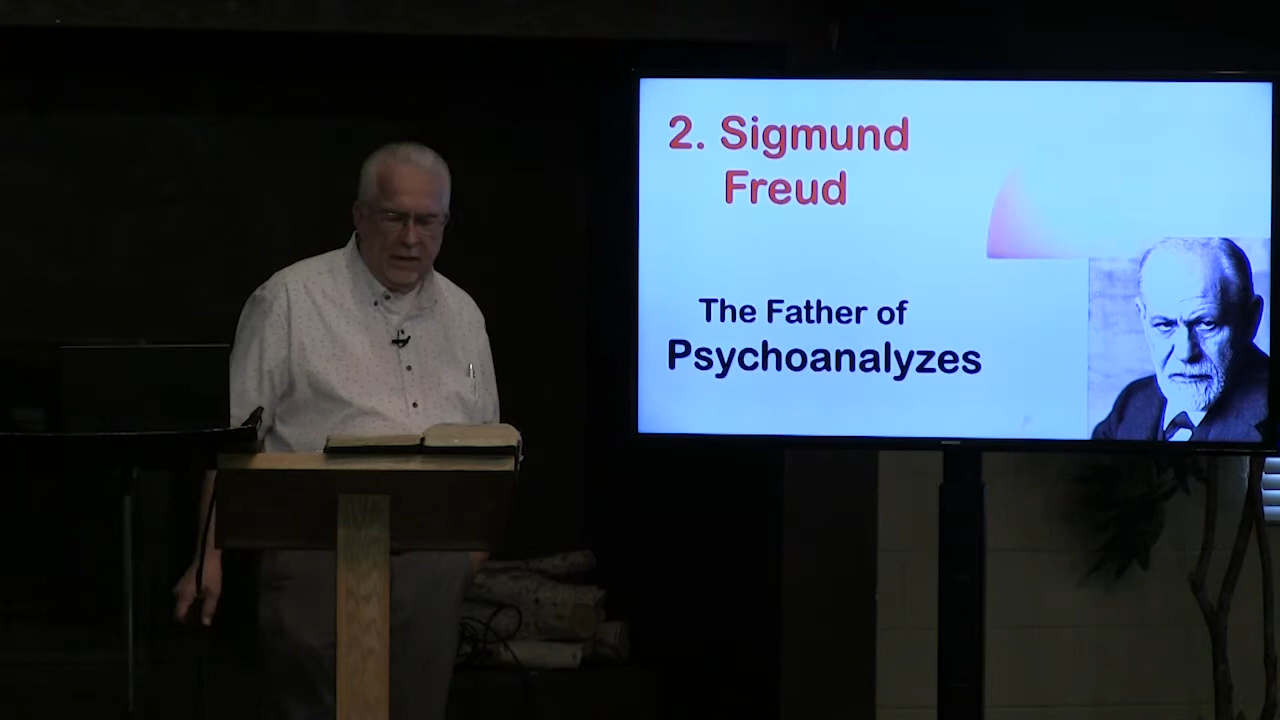 2. Sigmund
Freud
The Father of
Psychoanalyzes